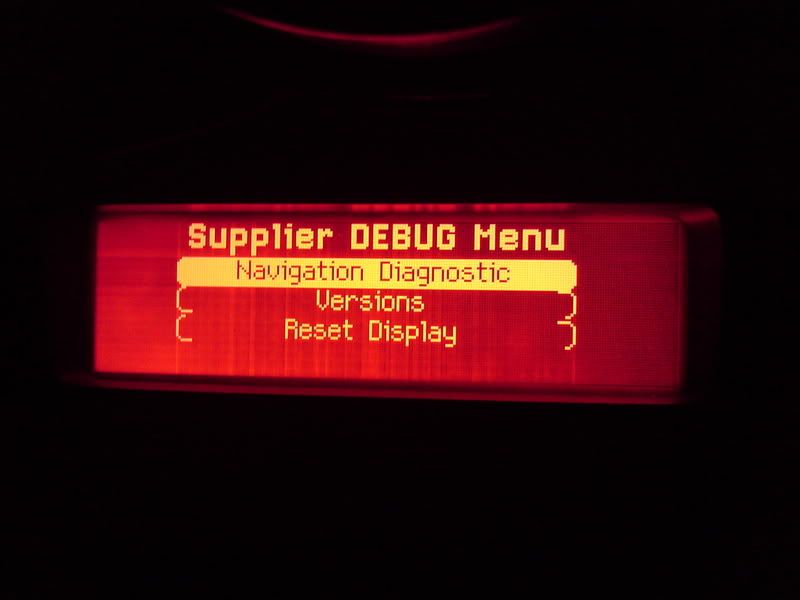 Supplier DEBUG Menu
Navigation Diagnostic
Versions
Reset Display